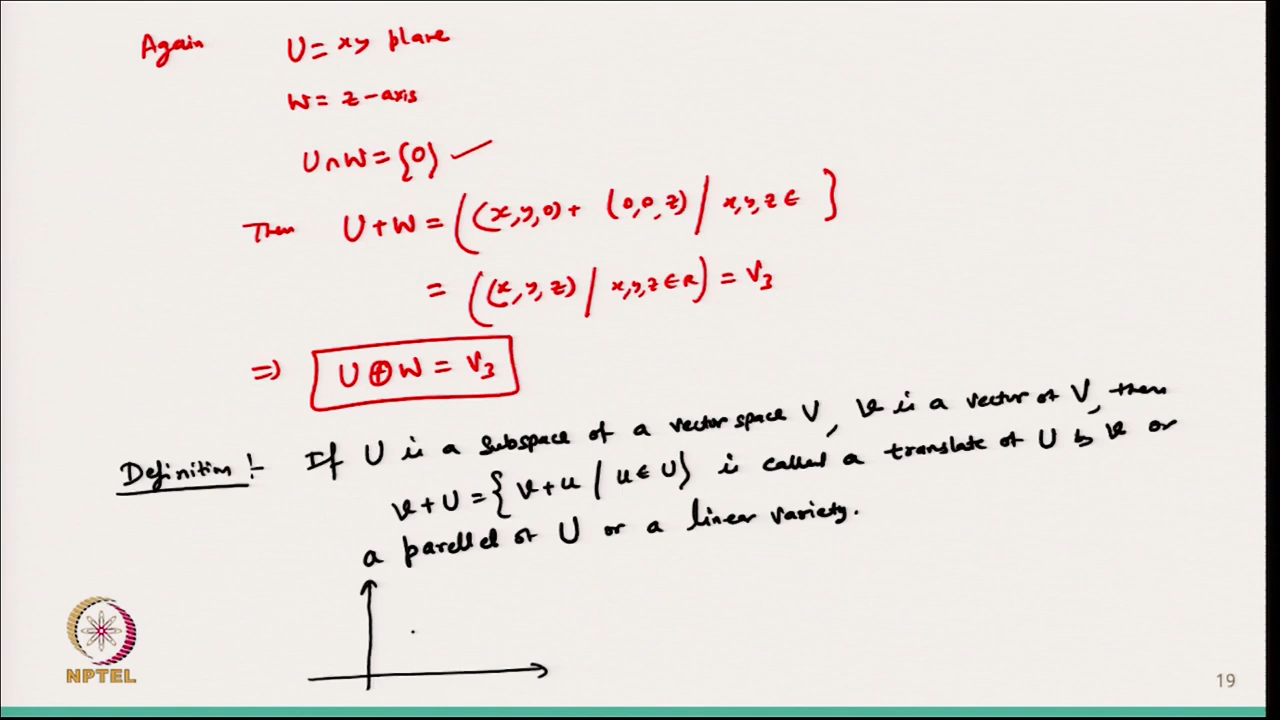 Again U = xy plane
W = z-axis
U∩W = {0}
Then U+W = ((x,y,0) + (0,0,z) / x,y,z ∈ }
= ((x,y,z) / x,y,z ∈ R) = V₃
⇒) U ⊕ W = V₃
Definition :- If U is a subspace of a vector space V, v is a vector of V, then
v+U = { v+u / u ∈ U} is called a translate of U by v or
a parellel of U or a linear variety.
NPTEL
19